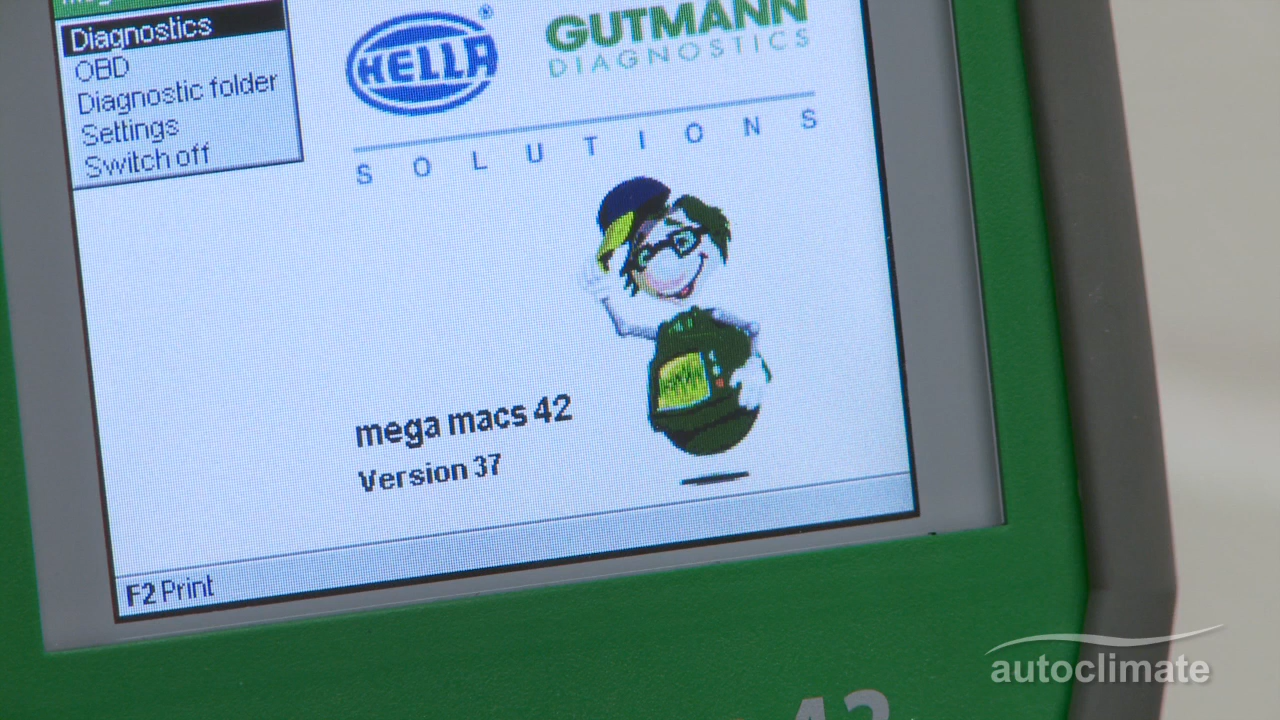 Diagnostics
OBD
Diagnostic folder
Settings
Switch off
HELLA
®
GUTMANN
DIAGNOSTICS
SOLUTIONS
mega macs 42
Version 37
F2 Print
42
autoclimate